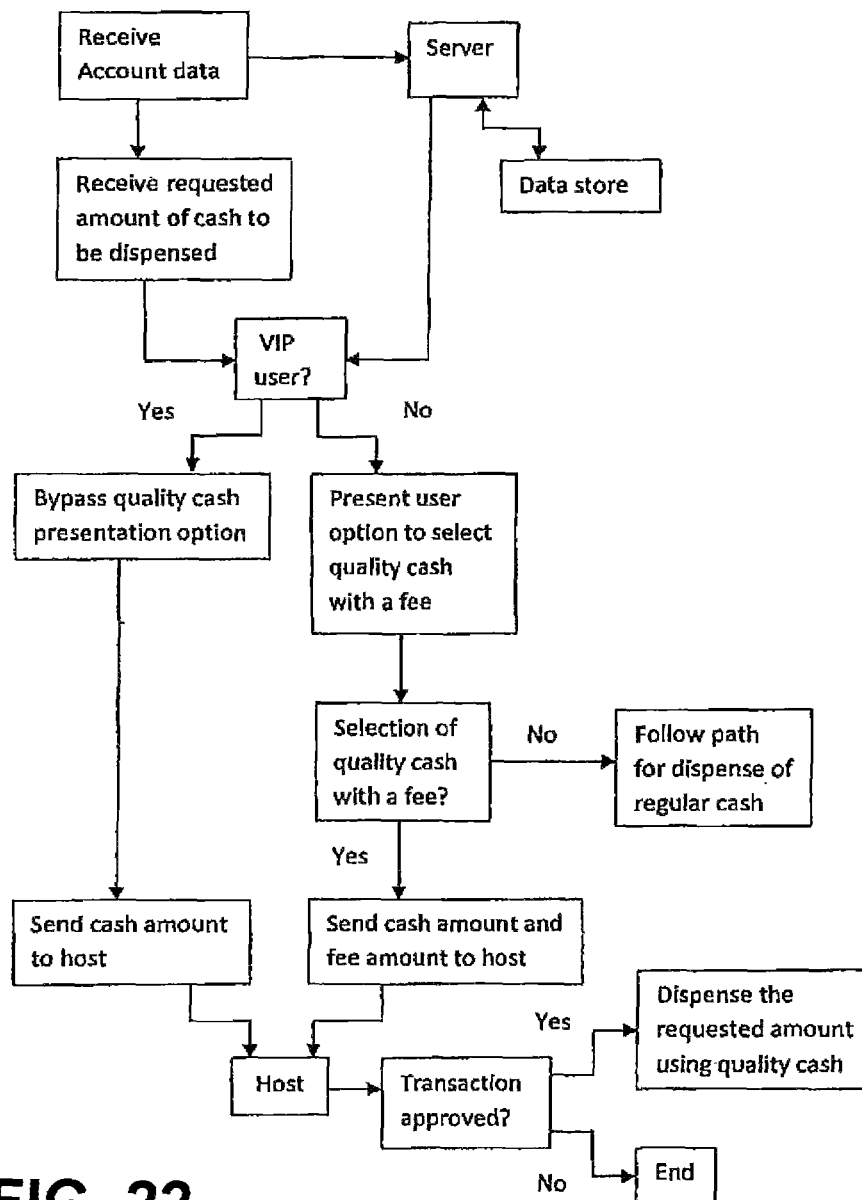 Receive
Account data
Server
Data store
Receive requested
amount of cash to
be dispensed
VIP
user?
Yes
No
Bypass quality cash
presentation option
Present user
option to select
quality cash
with a fee
Selection of
quality cash
with a fee?
No
Follow path
for dispense of
regular cash
Yes
Send cash amount
to host
Send cash amount and
fee amount to host
Host
Transaction
approved?
Yes
Dispense the
requested amount
using quality cash
No
End
FIG. 22